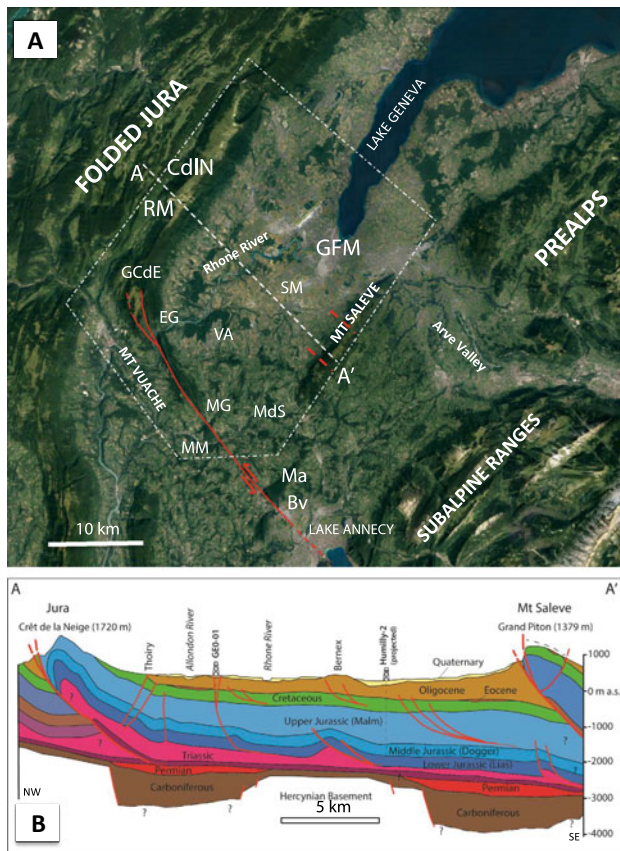 A
FOLDED JURA
A
CdlN
RM
LAKE GENEVA
PREALPS
Rhone River
GFM
GCdE
SM
EG
VA
MT SALEVE
Arve Valley
MT VUACHE
A'
MG
MdS
MM
SUBALPINE RANGES
Ma
Bv
10 km
LAKE ANNECY
A
A'
Jura
Mt Saleve
Crêt de la Neige (1720 m)
Grand Piton (1379 m)
Thoiry
Allondon River
GE0-01
Rhone River
Bernex
Humilly-2
(projected)
Quaternary
1000
Cretaceous
Oligocene
Eocene
0 m a.s.
Upper Jurassic (Malm)
-1000
?
?
Middle Jurassic (Dogger)
Triassic
Lower Jurassic (Lias)
-2000
?
?
Permian
Permian
Carboniferous
Hercynian Basement
Carboniferous
-3000
NW
?
?
5 km
?
?
-4000
B
SE